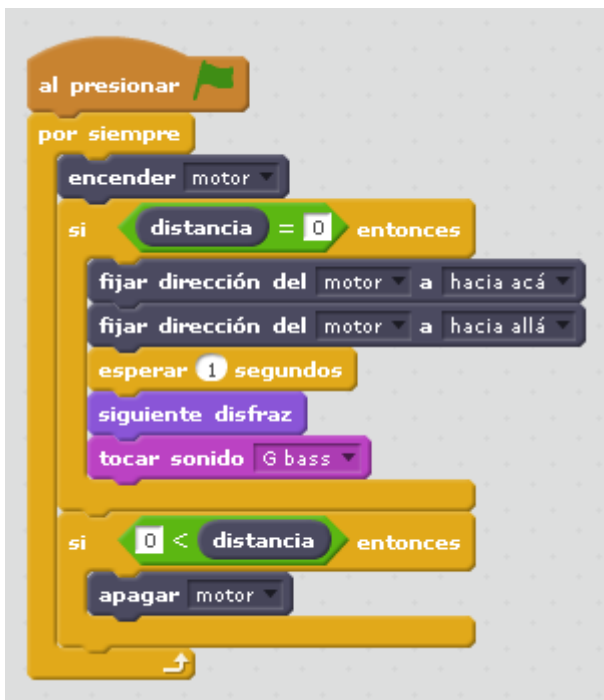 al presionar
por siempre
encender motor
si distancia = 0 entonces
fijar dirección del motor a hacia acá
fijar dirección del motor a hacia allá
esperar 1 segundos
siguiente disfraz
tocar sonido G bass
si 0 < distancia entonces
apagar motor